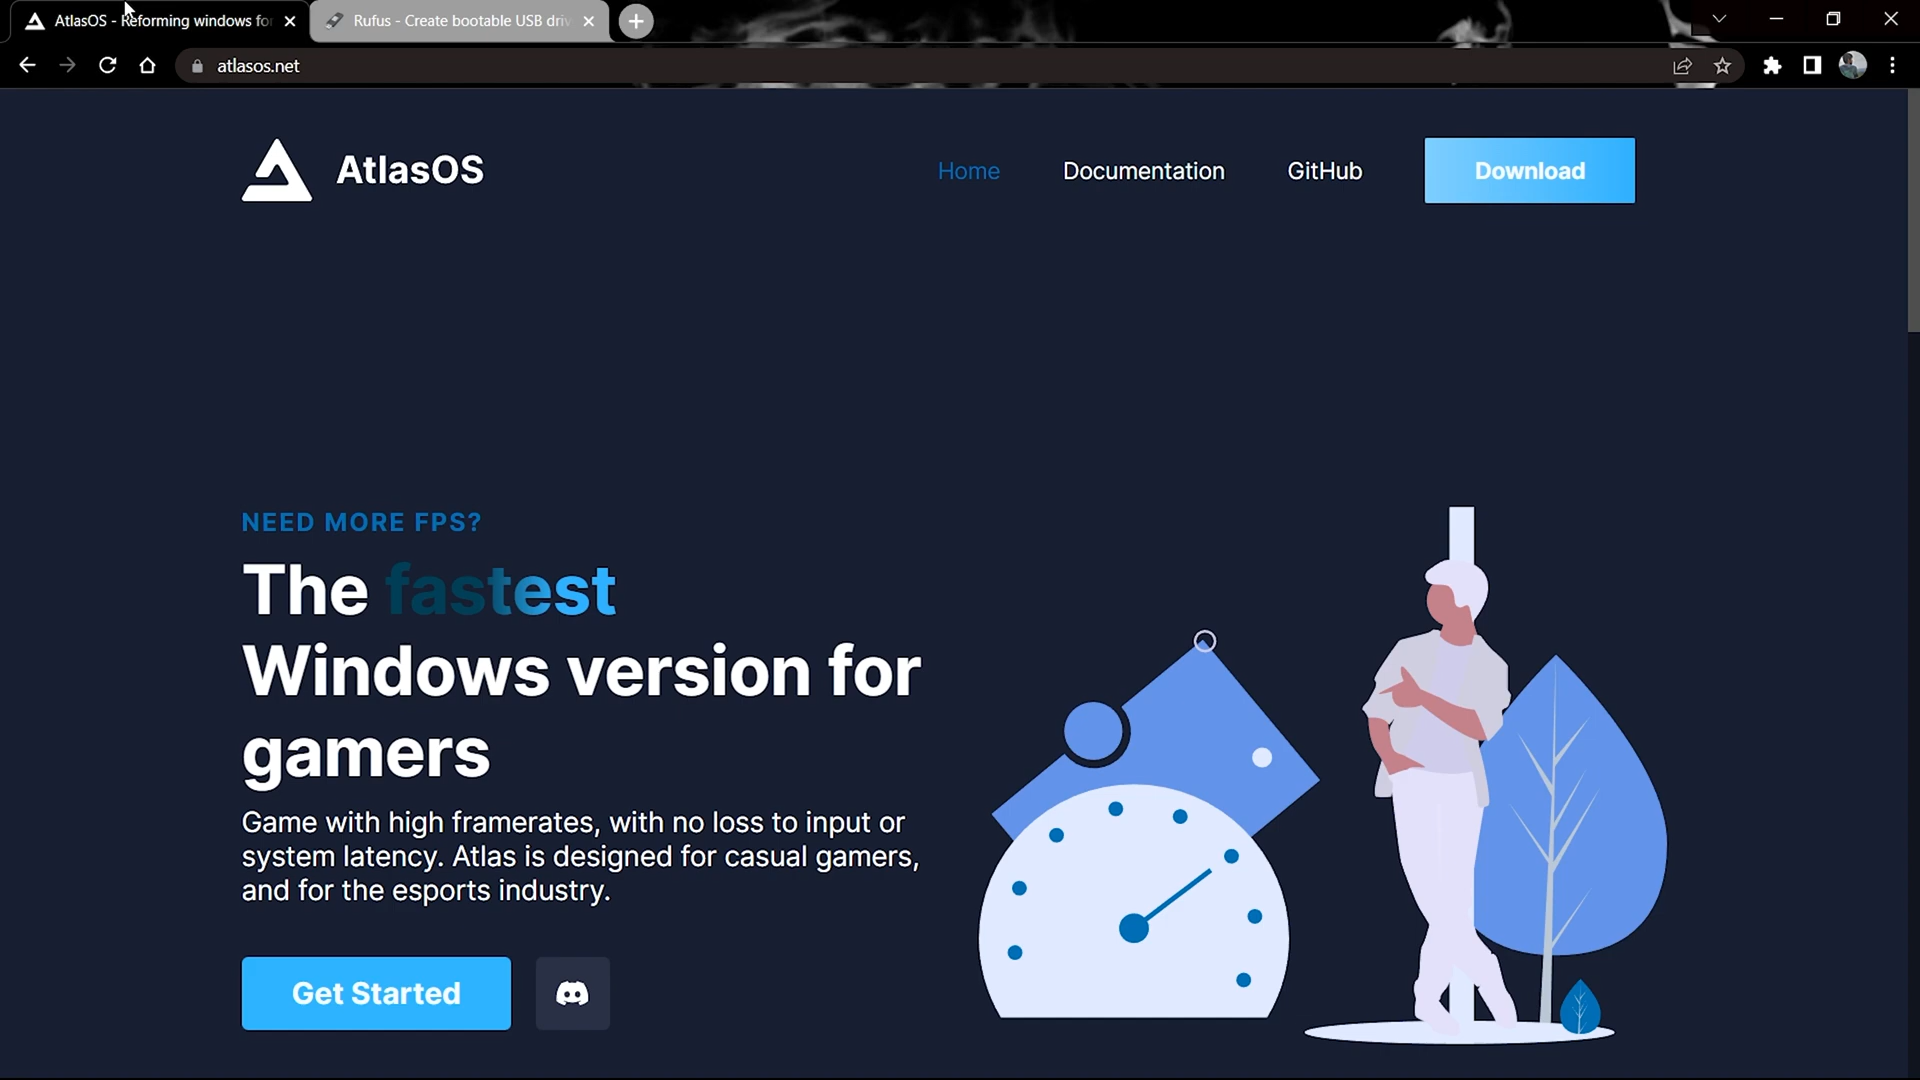 AtlasOS - Reforming windows for
Rufus - Create bootable USB driv
atlasos.net
AtlasOS
Home
Documentation
GitHub
Download
NEED MORE FPS?
The fastest
Windows version for
gamers
Game with high framerates, with no loss to input or
system latency. Atlas is designed for casual gamers,
and for the esports industry.
Get Started